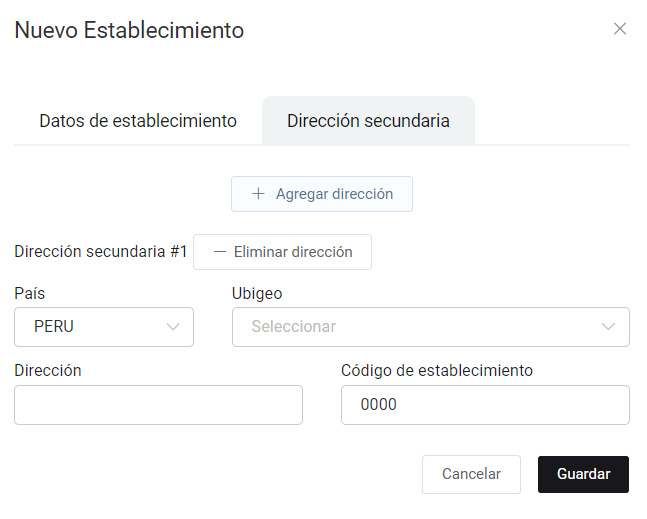 Nuevo Establecimiento
Datos de establecimiento
Dirección secundaria
Agregar dirección
Dirección secundaria #1
Eliminar dirección
País
Ubigeo
PERU
Seleccionar
Dirección
Código de establecimiento
0000
Cancelar
Guardar